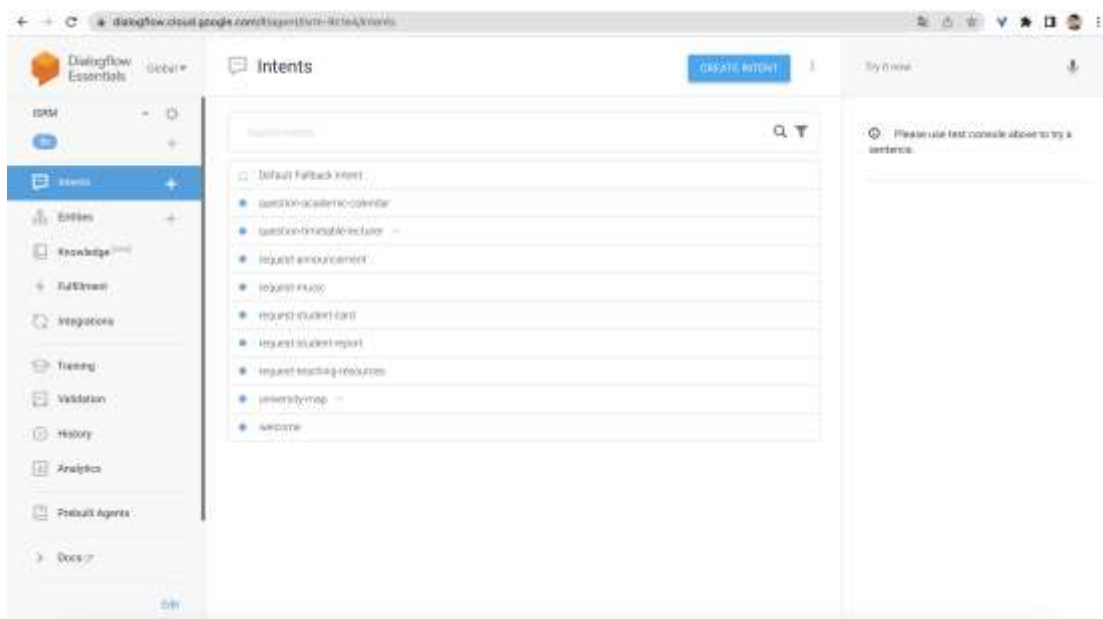 dialogflow.cloud.google.com/#/agent/
Dialogflow Essentials
Global
Intents
CREATE INTENT
Try it now
Please use test console above to try a sentence.
Intents
Entities
Knowledge
Fulfillment
Integrations
Training
Validation
History
Analytics
Prebuilt Agents
Docs
Edit
Default Fallback Intent
question-academic-calendar
question-timetable-lecturer
request-announcement
request-music
request-student-card
request-student-report
request-teaching-resources
university-map
welcome